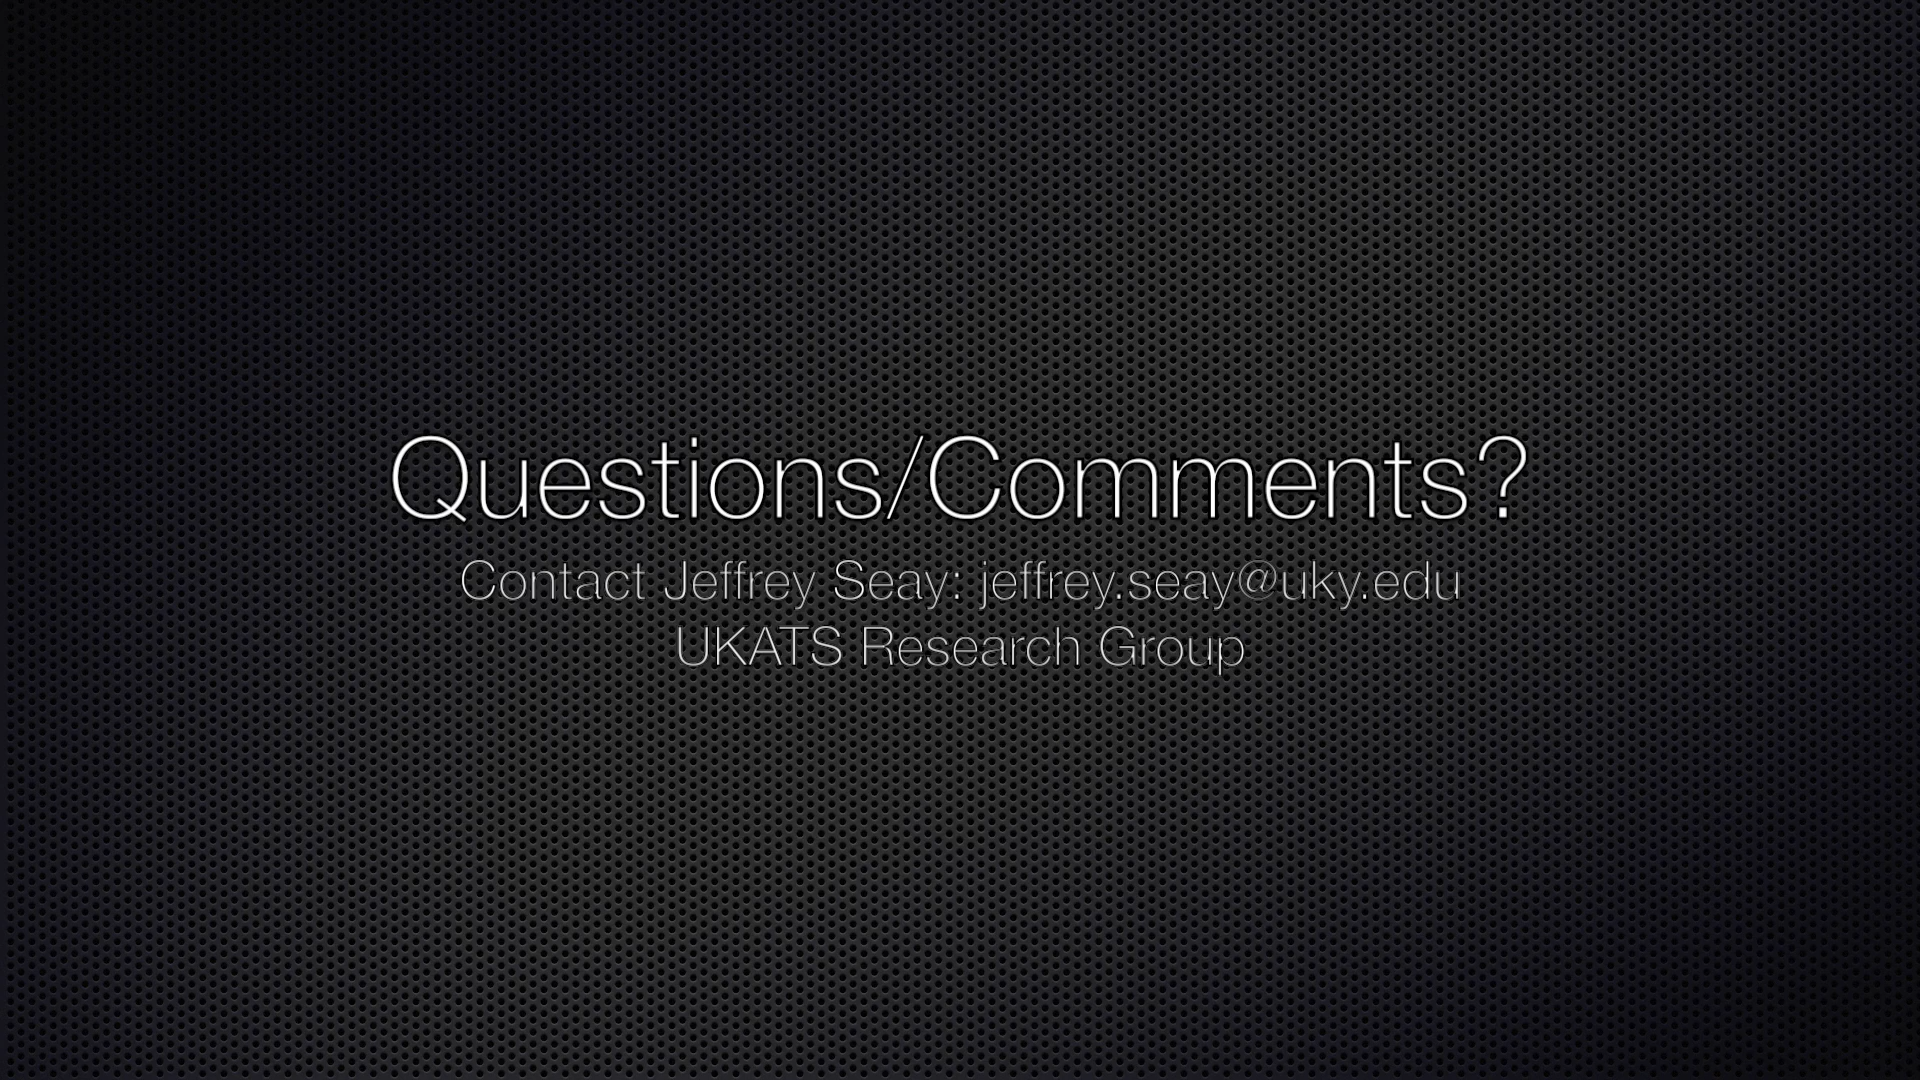 Questions/Comments?
Contact Jeffrey Seay: jeffrey.seay@uky.edu
UKATS Research Group